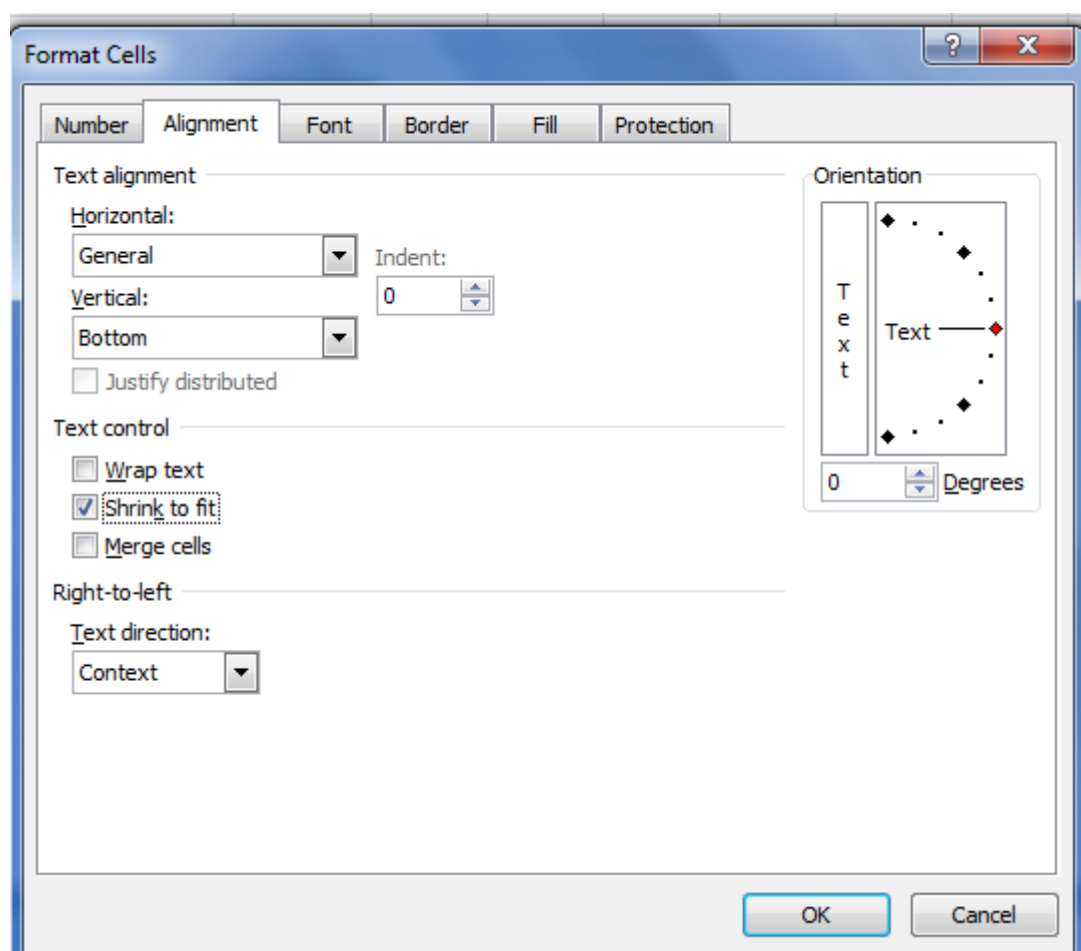 Format Cells
?
X
Number Alignment Font Border Fill Protection
Text alignment
Horizontal:
General
Indent:
0
Vertical:
Bottom
Justify distributed
Text control
Wrap text
Shrink to fit
Merge cells
Right-to-left
Text direction:
Context
Orientation
T
e
x
t
Text
0 Degrees
OK Cancel